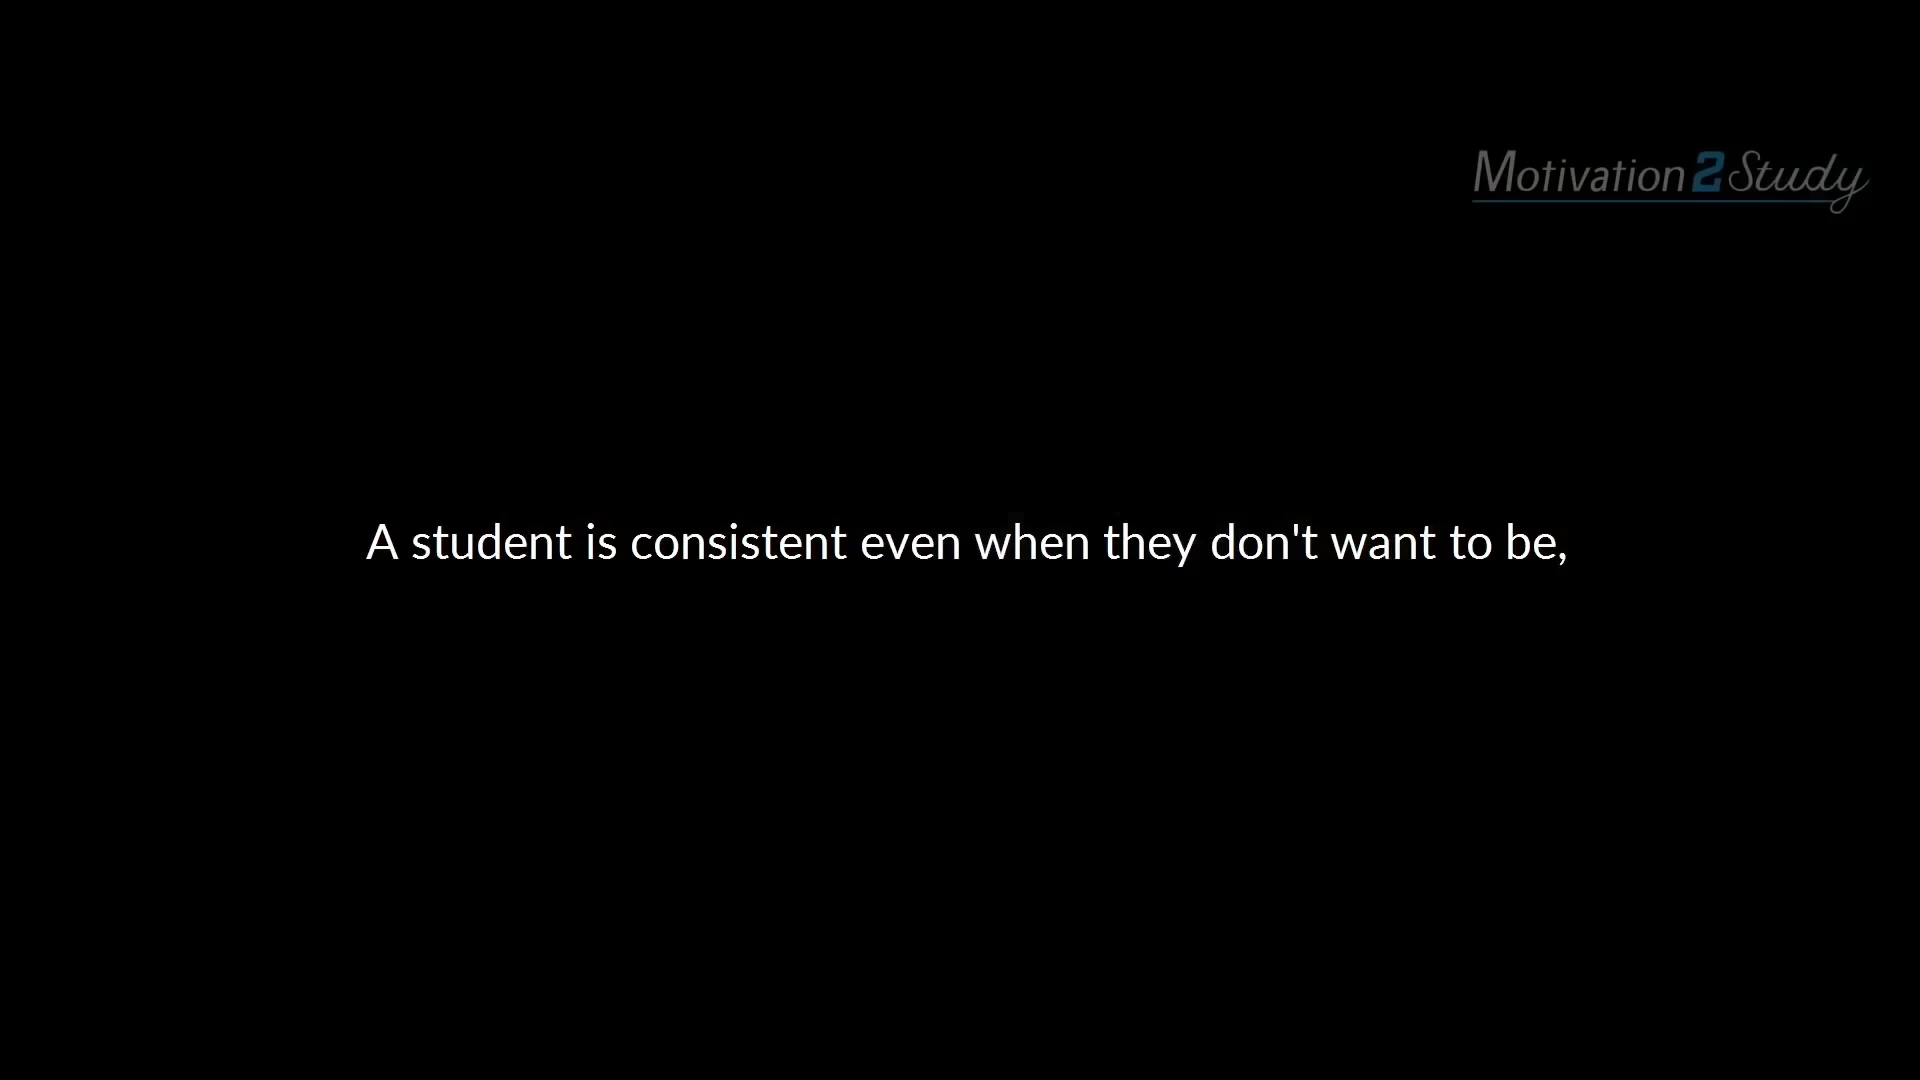 Motivation2Study
A student is consistent even when they don't want to be,